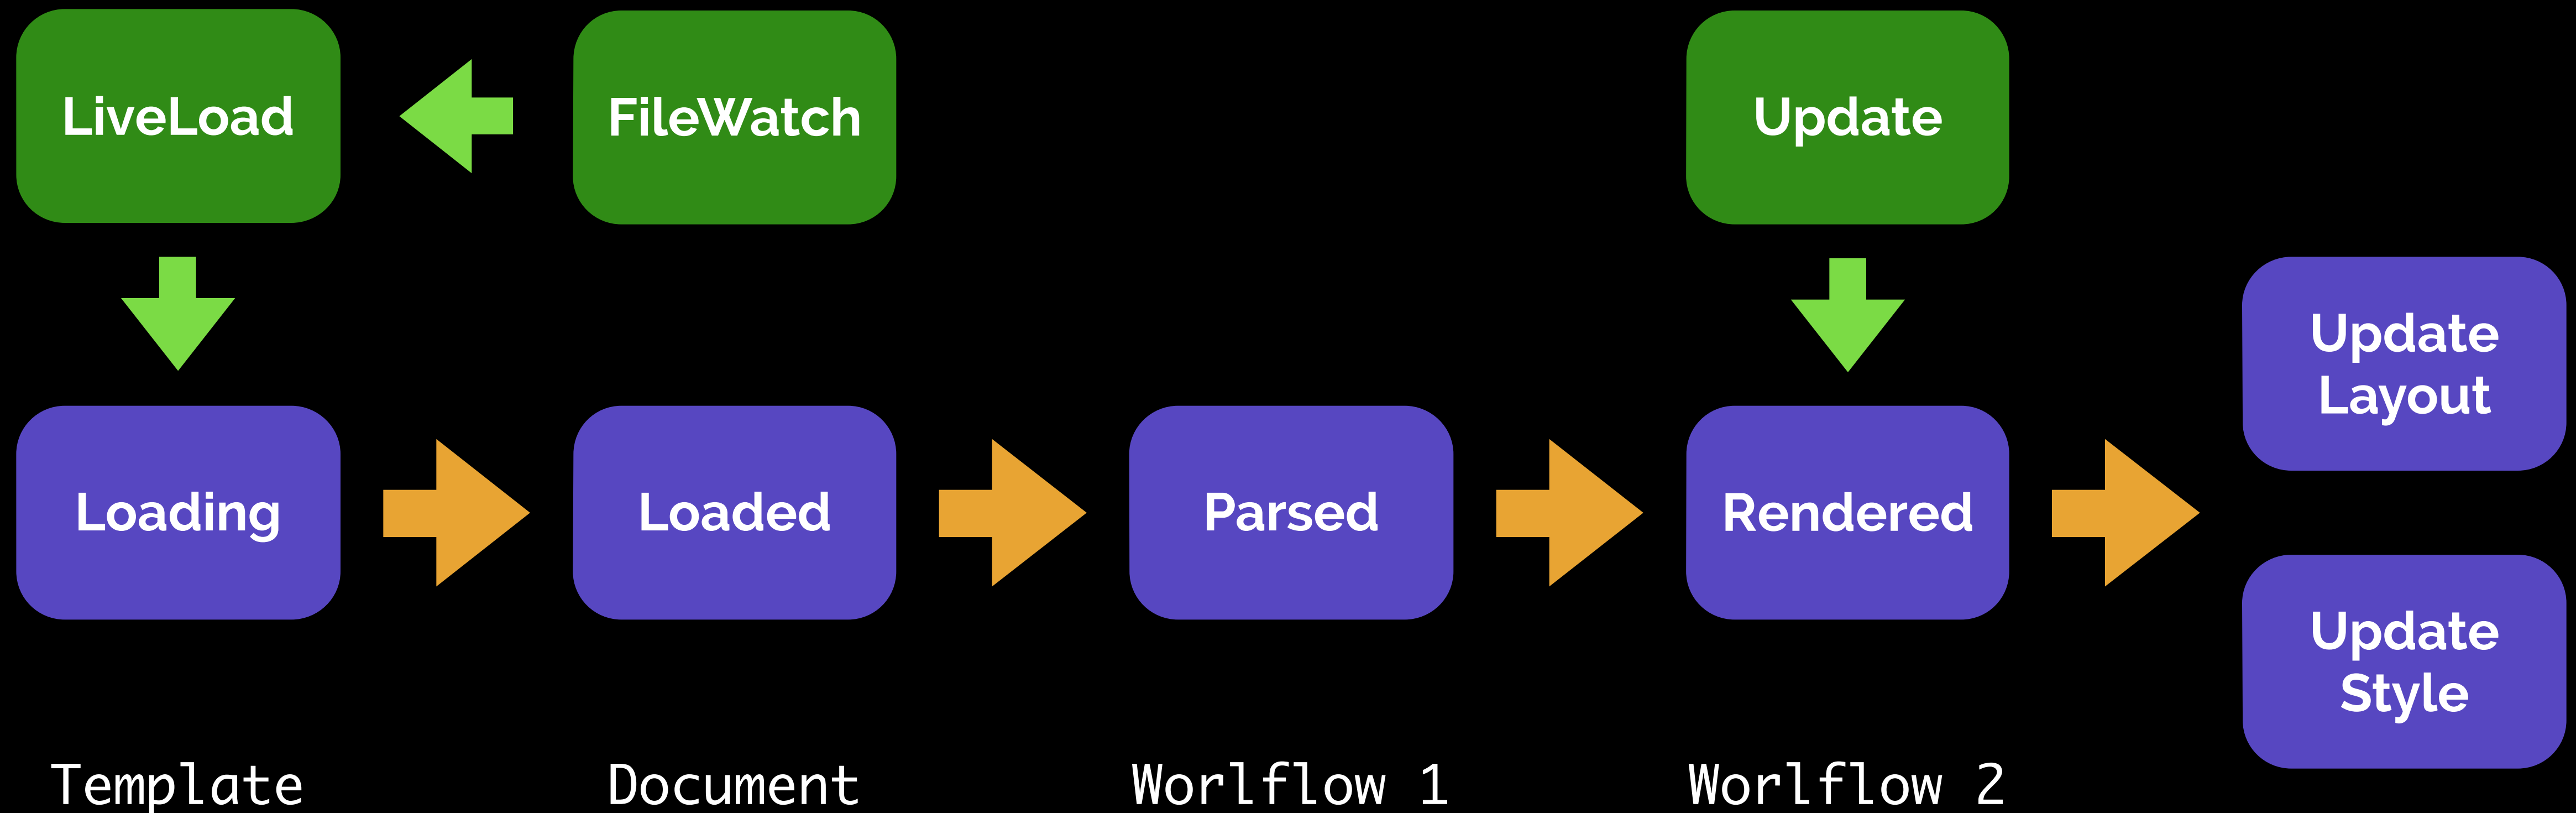 LiveLoad
FileWatch
Update
Update
Layout
Loading
Loaded
Parsed
Rendered
Update
Style
Template
Document
Worlflow 1
Worlflow 2